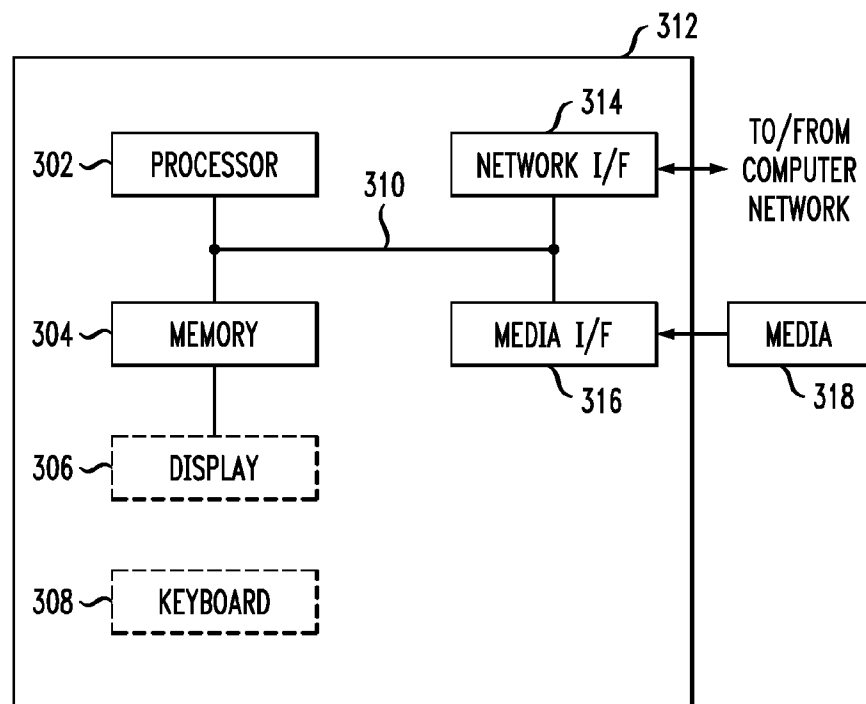 312
314
302 PROCESSOR
NETWORK I/F
TO/FROM
COMPUTER
NETWORK
310
304 MEMORY
MEDIA I/F
MEDIA
316
318
306 DISPLAY
308 KEYBOARD